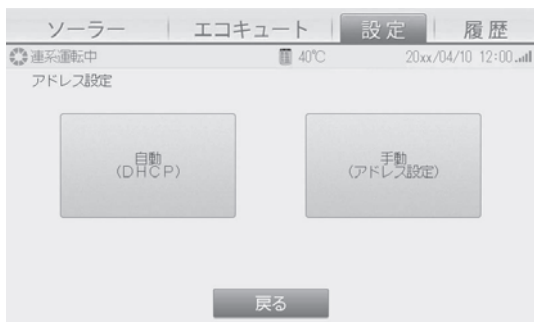 ソーラー エコキュート 設定 履歴
連系運転中 40℃ 20xx/04/10 12:00
アドレス設定
自動
(DHCP)
手動
(アドレス設定)
戻る